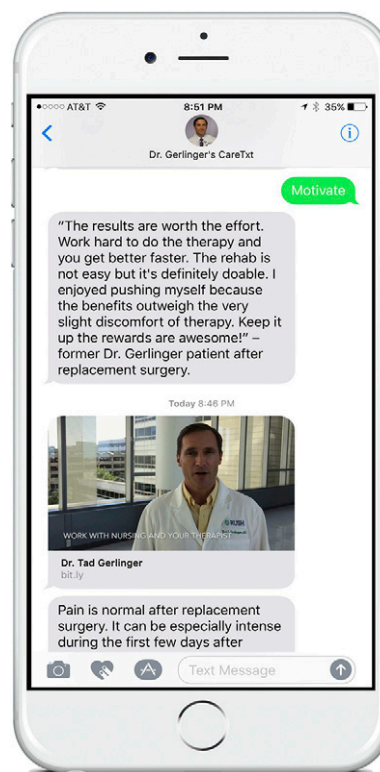 AT&T 8:51 PM 35%
Dr. Gerlinger's CareTxt
Motivate
"The results are worth the effort.
Work hard to do the therapy and
you get better faster. The rehab is
not easy but it's definitely doable. I
enjoyed pushing myself because
the benefits outweigh the very
slight discomfort of therapy. Keep it
up the rewards are awesome!" –
former Dr. Gerlinger patient after
replacement surgery.
Today 8:46 PM
RUSH
WORK WITH NURSING AND YOUR THERAPIST
Dr. Tad Gerlinger
bit.ly
Pain is normal after replacement
surgery. It can be especially intense
during the first few days after
Text Message